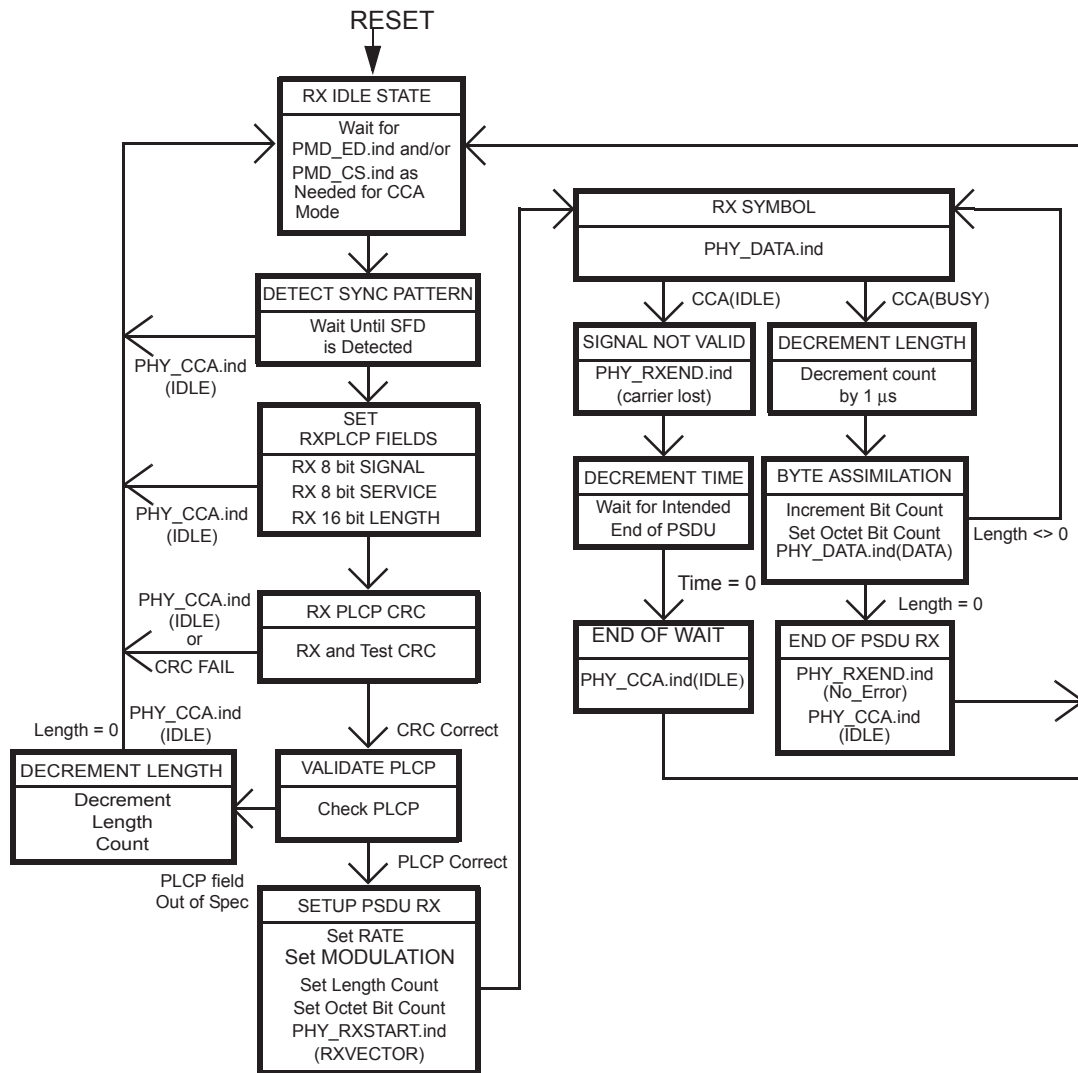 RESET
RX IDLE STATE
Wait for
PMD_ED.ind and/or
PMD_CS.ind as
Needed for CCA
Mode
DETECT SYNC PATTERN
Wait Until SFD
is Detected
PHY_CCA.ind
(IDLE)
SET
RXPLCP FIELDS
RX 8 bit SIGNAL
RX 8 bit SERVICE
RX 16 bit LENGTH
PHY_CCA.ind
(IDLE)
RX PLCP CRC
RX and Test CRC
PHY_CCA.ind
(IDLE)
or
CRC FAIL
CRC Correct
Length = 0
PHY_CCA.ind
(IDLE)
DECREMENT LENGTH
Decrement
Length
Count
VALIDATE PLCP
Check PLCP
PLCP Correct
PLCP field
Out of Spec
SETUP PSDU RX
Set RATE
Set MODULATION
Set Length Count
Set Octet Bit Count
PHY_RXSTART.ind
(RXVECTOR)
RX SYMBOL
PHY_DATA.ind
CCA(IDLE)
CCA(BUSY)
SIGNAL NOT VALID
PHY_RXEND.ind
(carrier lost)
DECREMENT LENGTH
Decrement count
by 1 μs
DECREMENT TIME
Wait for Intended
End of PSDU
BYTE ASSIMILATION
Increment Bit Count
Set Octet Bit Count
PHY_DATA.ind(DATA)
Length <> 0
Time = 0
Length = 0
END OF WAIT
PHY_CCA.ind(IDLE)
END OF PSDU RX
PHY_RXEND.ind
(No_Error)
PHY_CCA.ind
(IDLE)